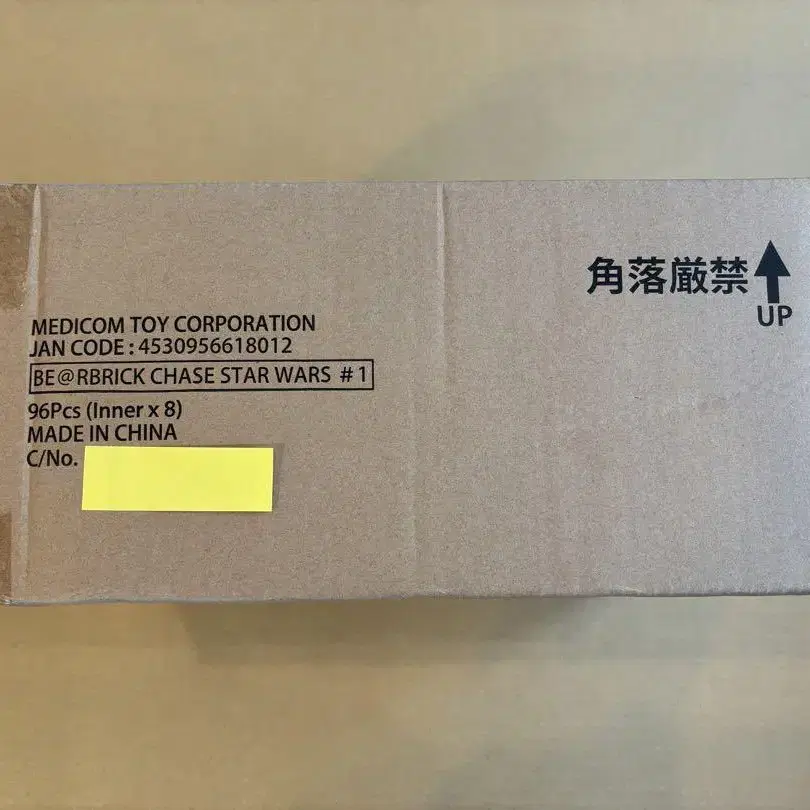 角落厳禁
UP
MEDICOM TOY CORPORATION
JAN CODE : 4530956618012
BE@RBRICK CHASE STAR WARS #1
96Pcs (Inner x 8)
MADE IN CHINA
C/No.